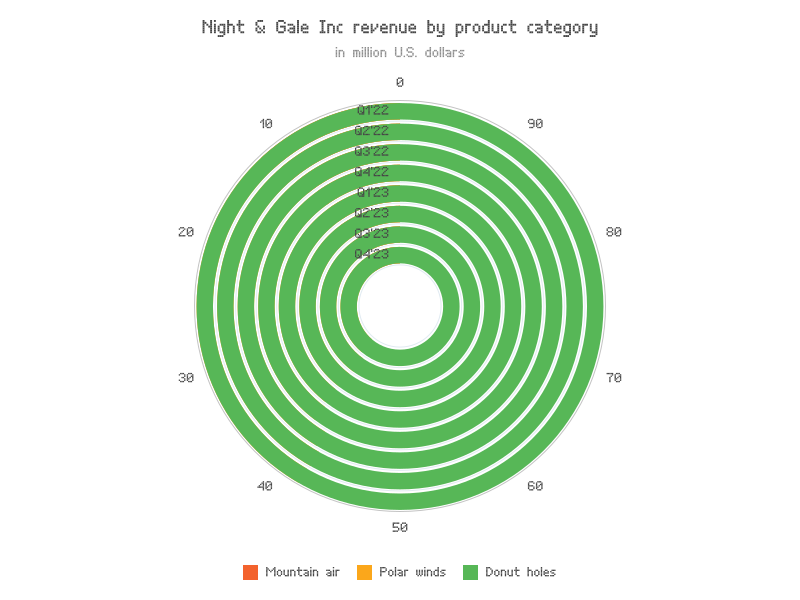 Night & Gale Inc revenue by product category
in million U.S. dollars
0
10
90
Q1'22
Q2'22
Q3'22
Q4'22
Q1'23
Q2'23
Q3'23
Q4'23
20
80
30
70
40
60
50
Mountain air
Polar winds
Donut holes